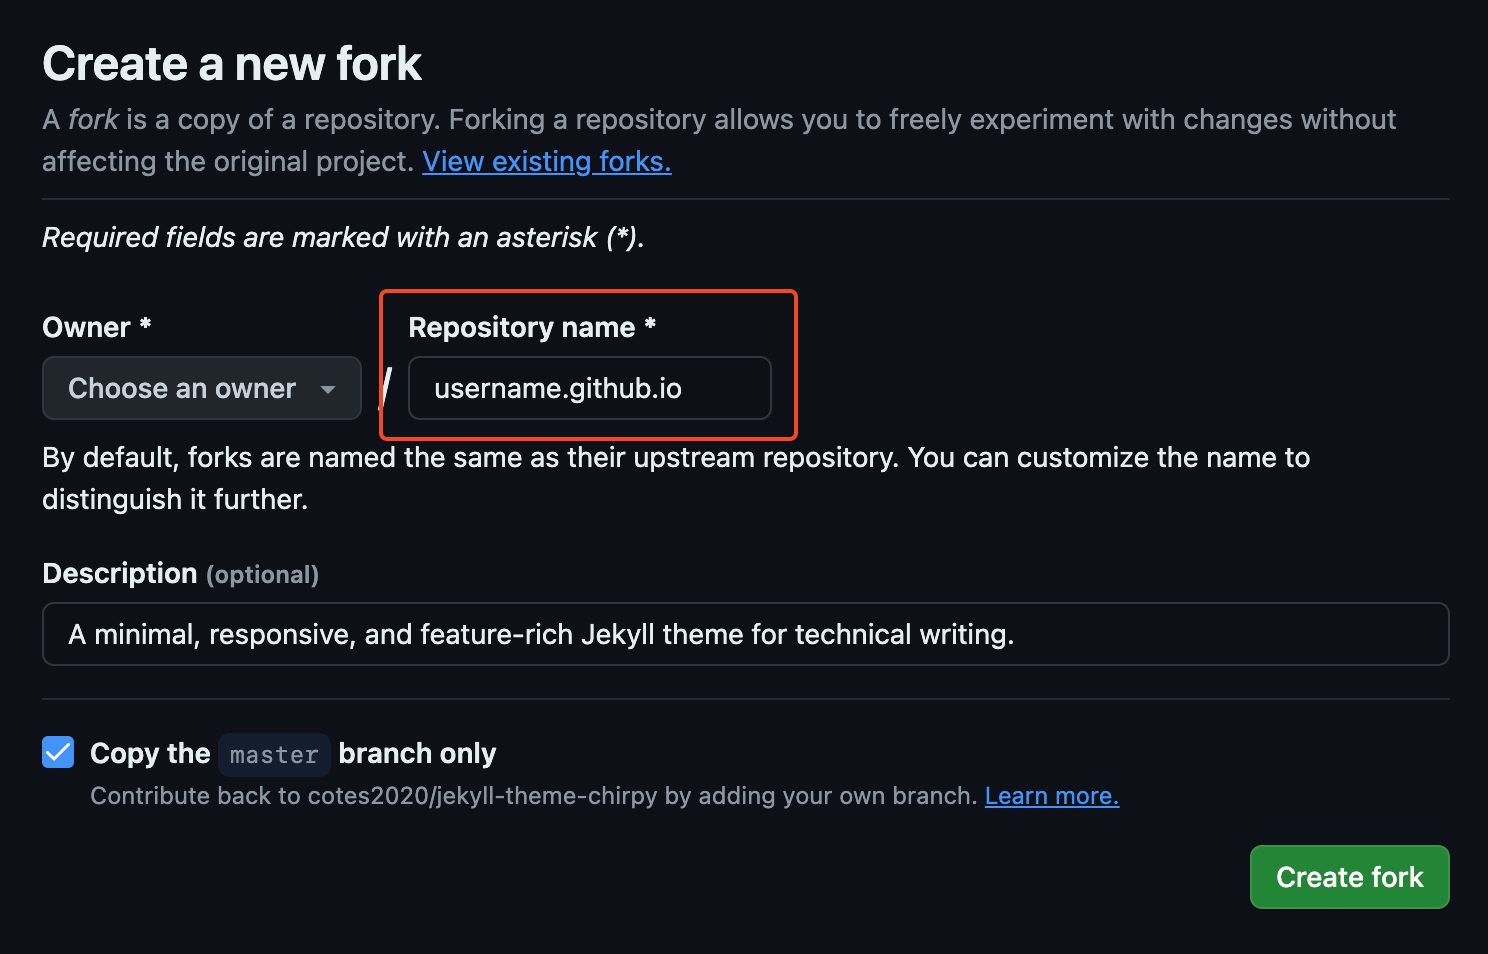 Create a new fork
A fork is a copy of a repository. Forking a repository allows you to freely experiment with changes without
affecting the original project. View existing forks.
Required fields are marked with an asterisk (*).
Owner *
Repository name *
Choose an owner
/
username.github.io
By default, forks are named the same as their upstream repository. You can customize the name to
distinguish it further.
Description (optional)
A minimal, responsive, and feature-rich Jekyll theme for technical writing.
Copy the master branch only
Contribute back to cotes2020/jekyll-theme-chirpy by adding your own branch. Learn more.
Create fork